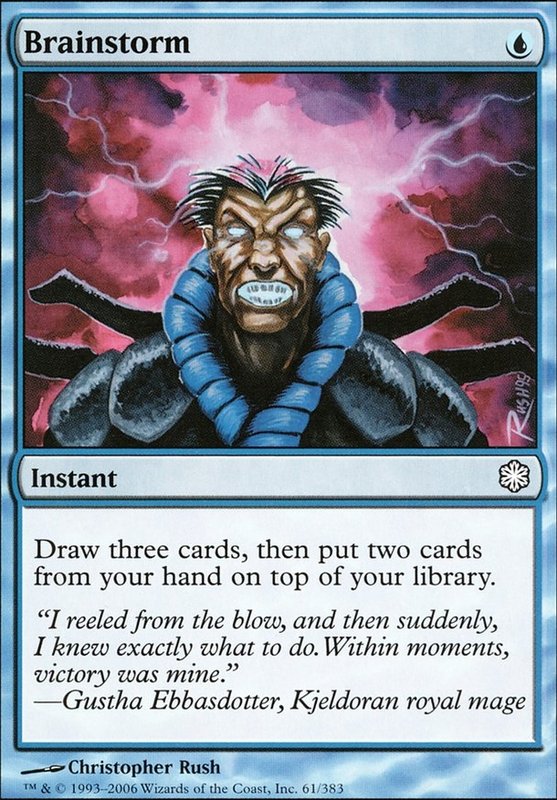 Brainstorm
RUSH95
Instant
Draw three cards, then put two cards
from your hand on top of your library.
“I reeled from the blow, and then suddenly,
I knew exactly what to do. Within moments,
victory was mine.”
—Gustha Ebbasdotter, Kjeldoran royal mage
Christopher Rush
™ & © 1993–2006 Wizards of the Coast, Inc. 61/383